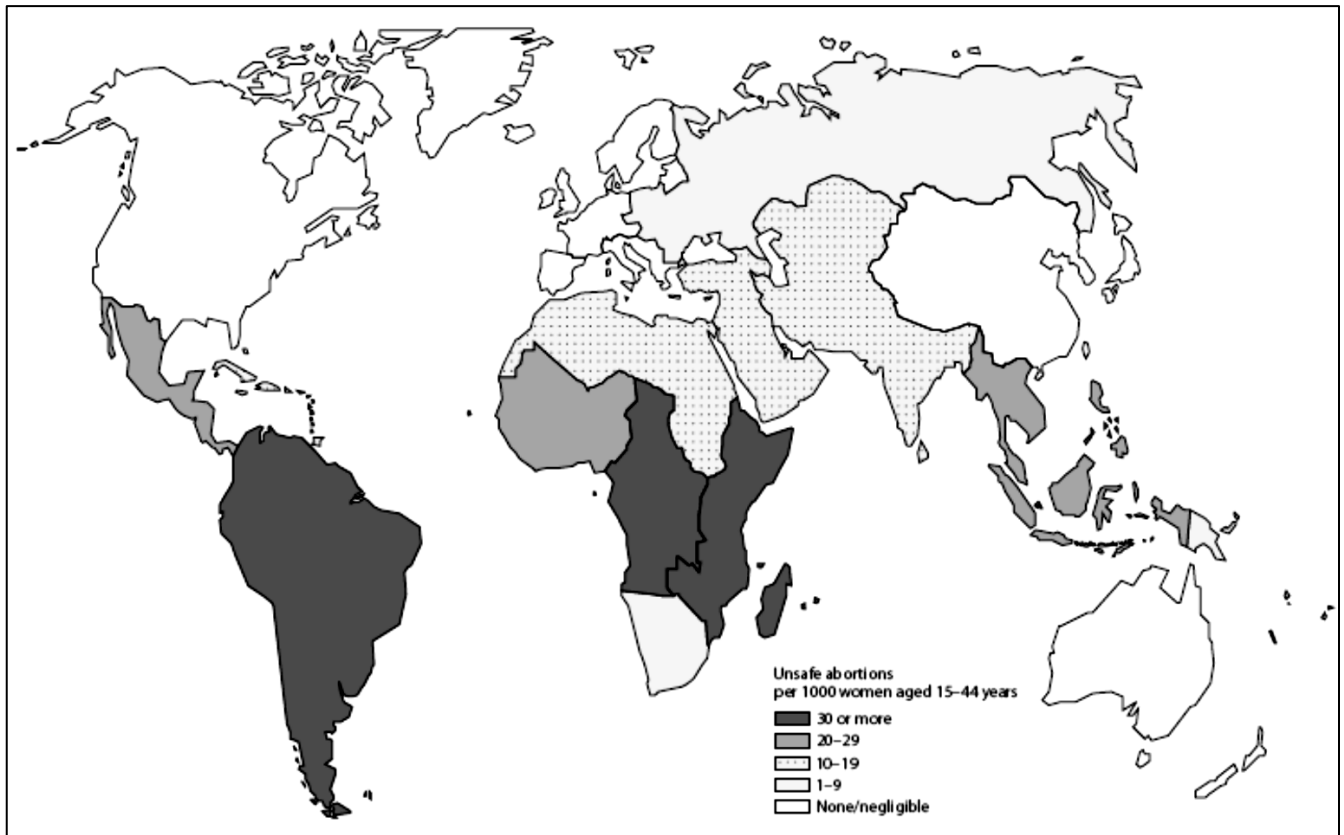 Unsafe abortions
per 1000 women aged 15–44 years
30 or more
20–29
10–19
1–9
None/negligible